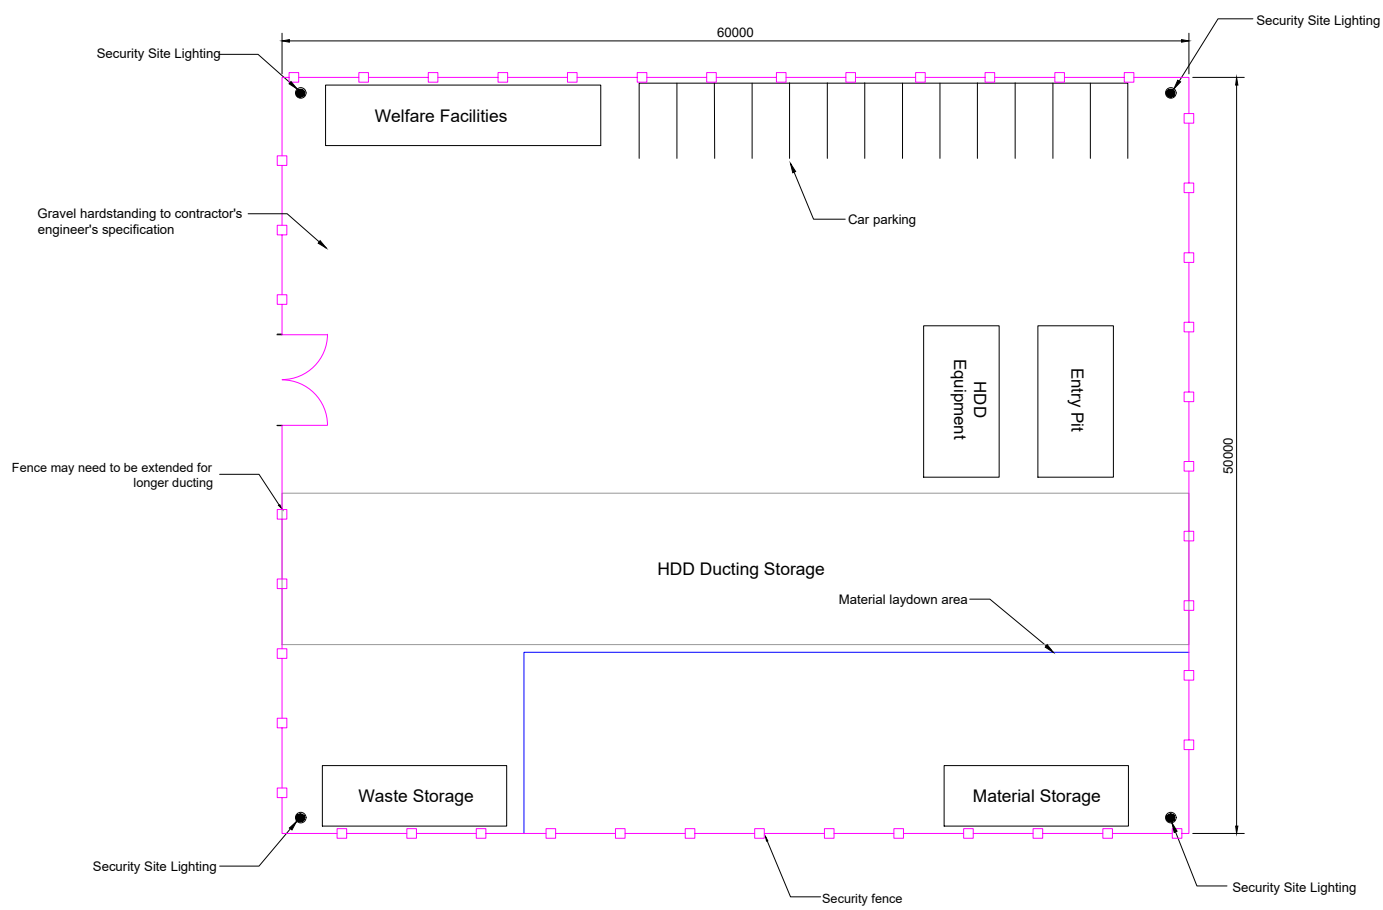 60000
Security Site Lighting
Security Site Lighting
Welfare Facilities
Gravel hardstanding to contractor's
engineer's specification
Car parking
HDD
Equipment
Entry Pit
50000
Fence may need to be extended for
longer ducting
HDD Ducting Storage
Material laydown area
Waste Storage
Material Storage
Security Site Lighting
Security Site Lighting
Security fence